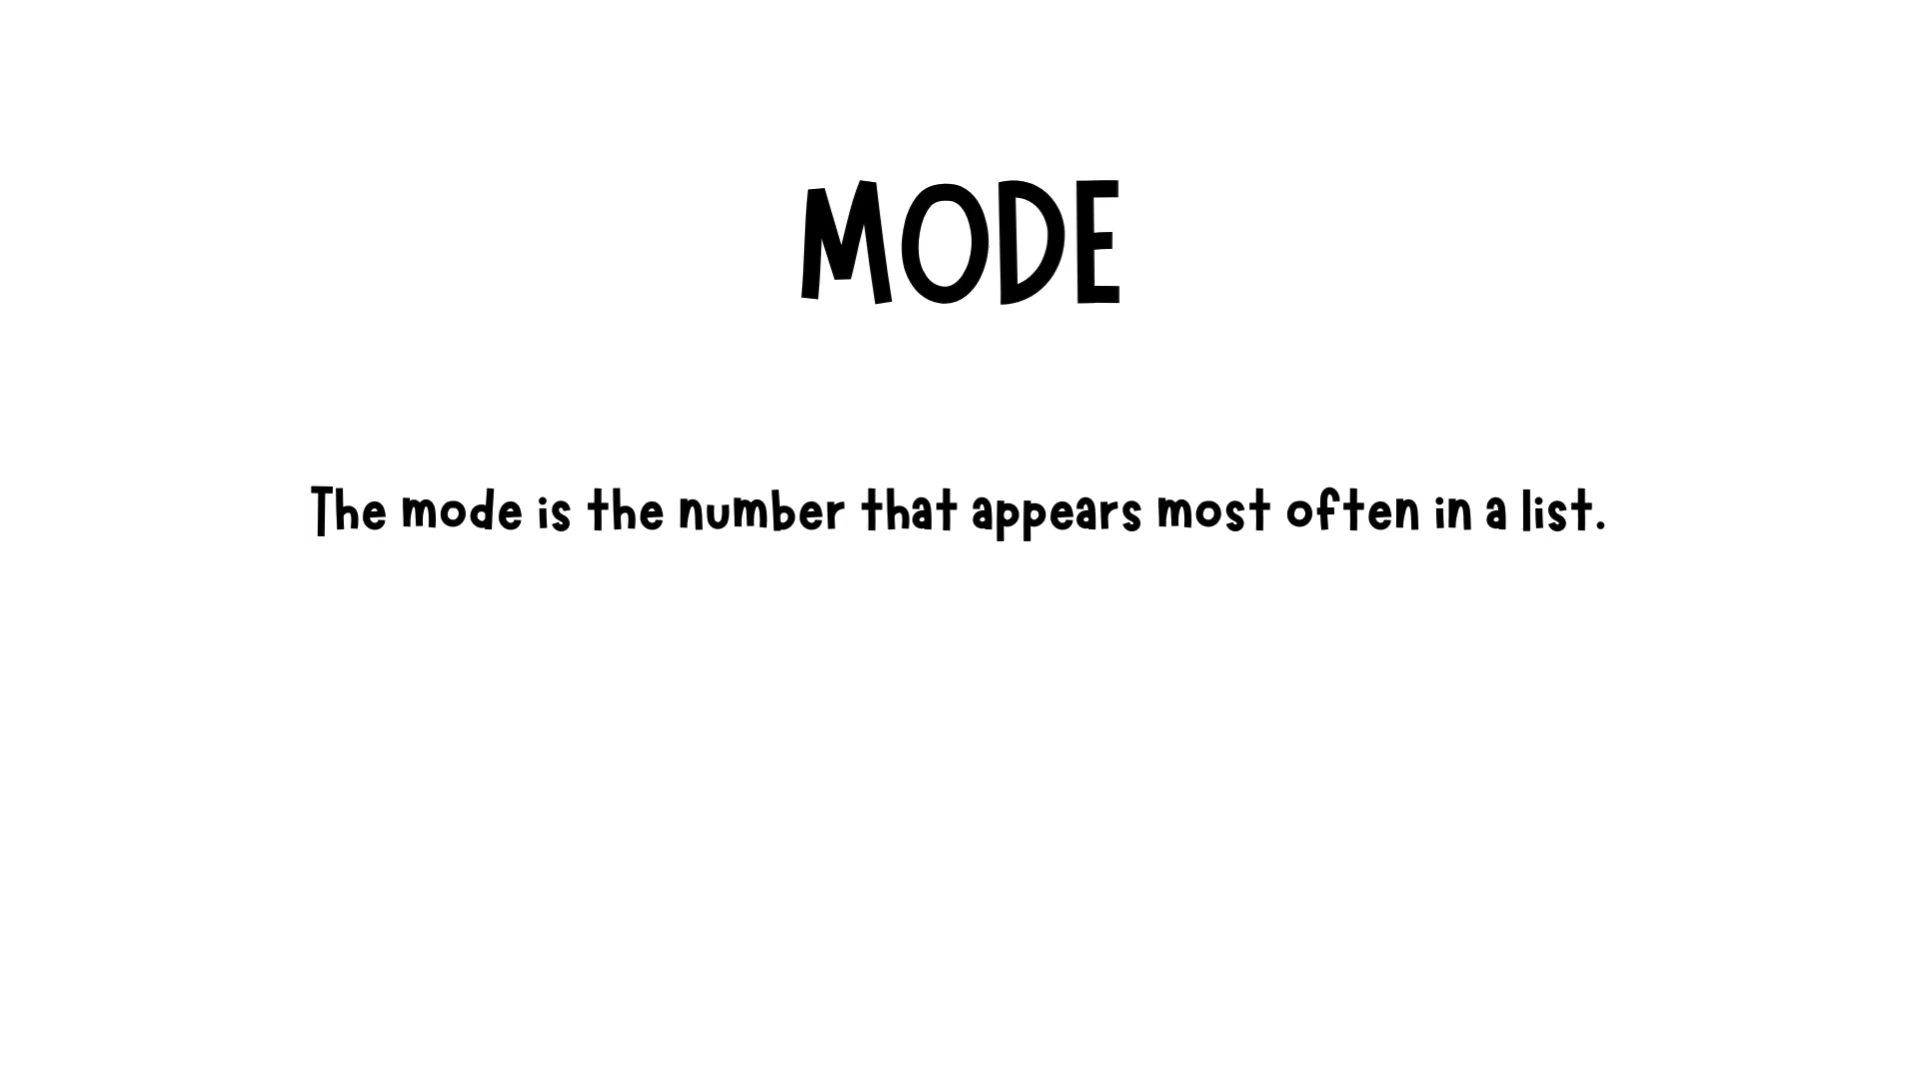 MODE
The mode is the number that appears most often in a list.